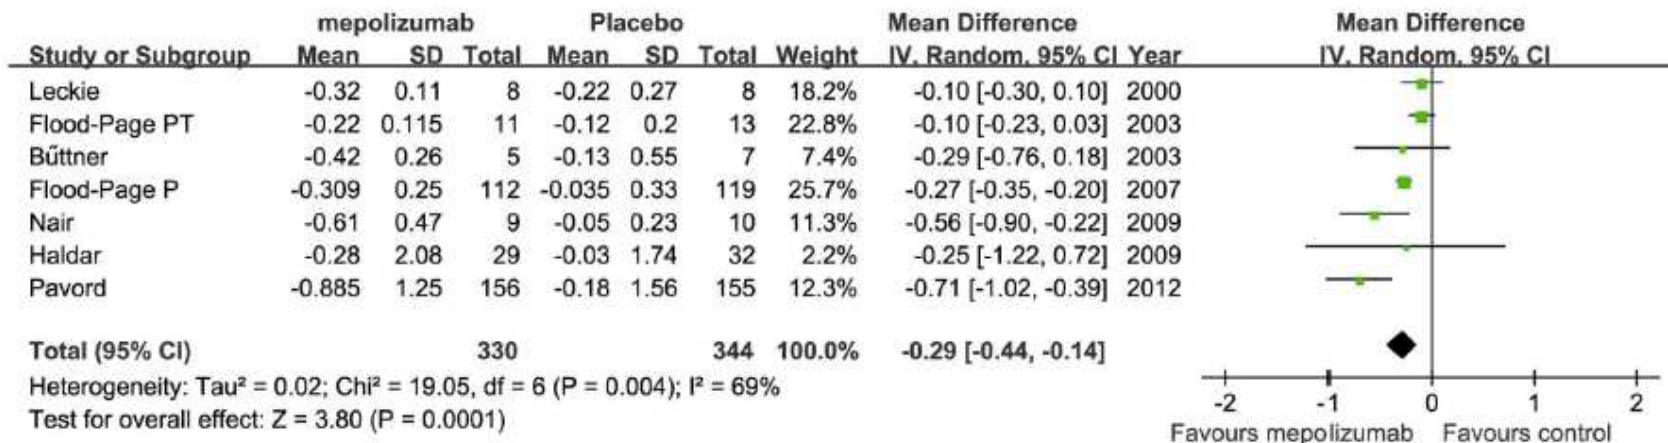 mepolizumab Placebo Mean Difference Mean Difference
Study or Subgroup Mean SD Total Mean SD Total Weight IV, Random, 95% CI Year IV, Random, 95% CI
Leckie -0.32 0.11 8 -0.22 0.27 8 18.2% -0.10 [-0.30, 0.10] 2000
Flood-Page PT -0.22 0.115 11 -0.12 0.2 13 22.8% -0.10 [-0.23, 0.03] 2003
Bűttner -0.42 0.26 5 -0.13 0.55 7 7.4% -0.29 [-0.76, 0.18] 2003
Flood-Page P -0.309 0.25 112 -0.035 0.33 119 25.7% -0.27 [-0.35, -0.20] 2007
Nair -0.61 0.47 9 -0.05 0.23 10 11.3% -0.56 [-0.90, -0.22] 2009
Haldar -0.28 2.08 29 -0.03 1.74 32 2.2% -0.25 [-1.22, 0.72] 2009
Pavord -0.885 1.25 156 -0.18 1.56 155 12.3% -0.71 [-1.02, -0.39] 2012
Total (95% CI) 330 344 100.0% -0.29 [-0.44, -0.14]
Heterogeneity: Tau² = 0.02; Chi² = 19.05, df = 6 (P = 0.004); I² = 69%
Test for overall effect: Z = 3.80 (P = 0.0001)
-2 -1 0 1 2
Favours mepolizumab Favours control